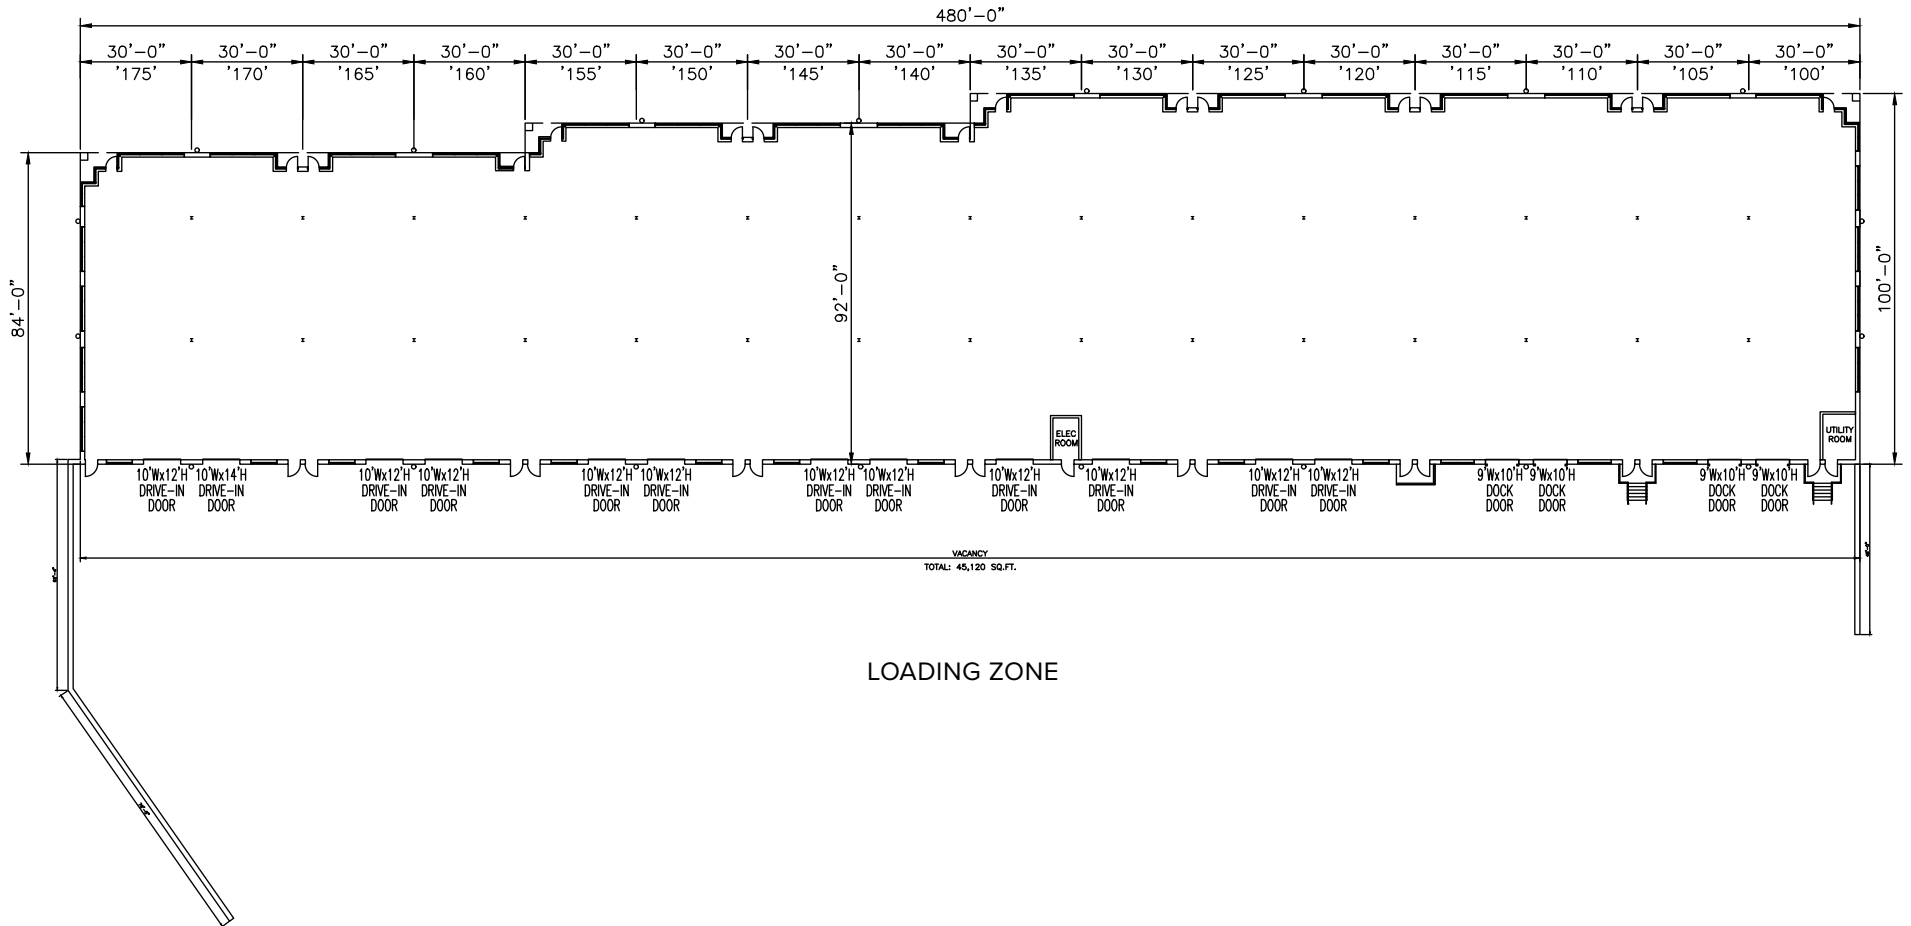 480'-0"
30'-0" 30'-0" 30'-0" 30'-0" 30'-0" 30'-0" 30'-0" 30'-0" 30'-0" 30'-0" 30'-0" 30'-0" 30'-0" 30'-0" 30'-0" 30'-0"
'175' '170' '165' '160' '155' '150' '145' '140' '135' '130' '125' '120' '115' '110' '105' '100'
84'-0"
92'-0"
100'-0"
ELEC
ROOM
UTILITY
ROOM
10'Wx12'H 10'Wx14'H 10'Wx12'H 10'Wx12'H 10'Wx12'H 10'Wx12'H 10'Wx12'H 10'Wx12'H 10'Wx12'H 10'Wx12'H 10'Wx12'H 10'Wx12'H 9'Wx10'H 9'Wx10'H 9'Wx10'H 9'Wx10'H
DRIVE-IN DRIVE-IN DRIVE-IN DRIVE-IN DRIVE-IN DRIVE-IN DRIVE-IN DRIVE-IN DRIVE-IN DRIVE-IN DRIVE-IN DRIVE-IN DOCK DOCK DOCK DOCK
DOOR DOOR DOOR DOOR DOOR DOOR DOOR DOOR DOOR DOOR DOOR DOOR DOOR DOOR DOOR DOOR
VACANCY
TOTAL: 45,120 SQ.FT.
LOADING ZONE